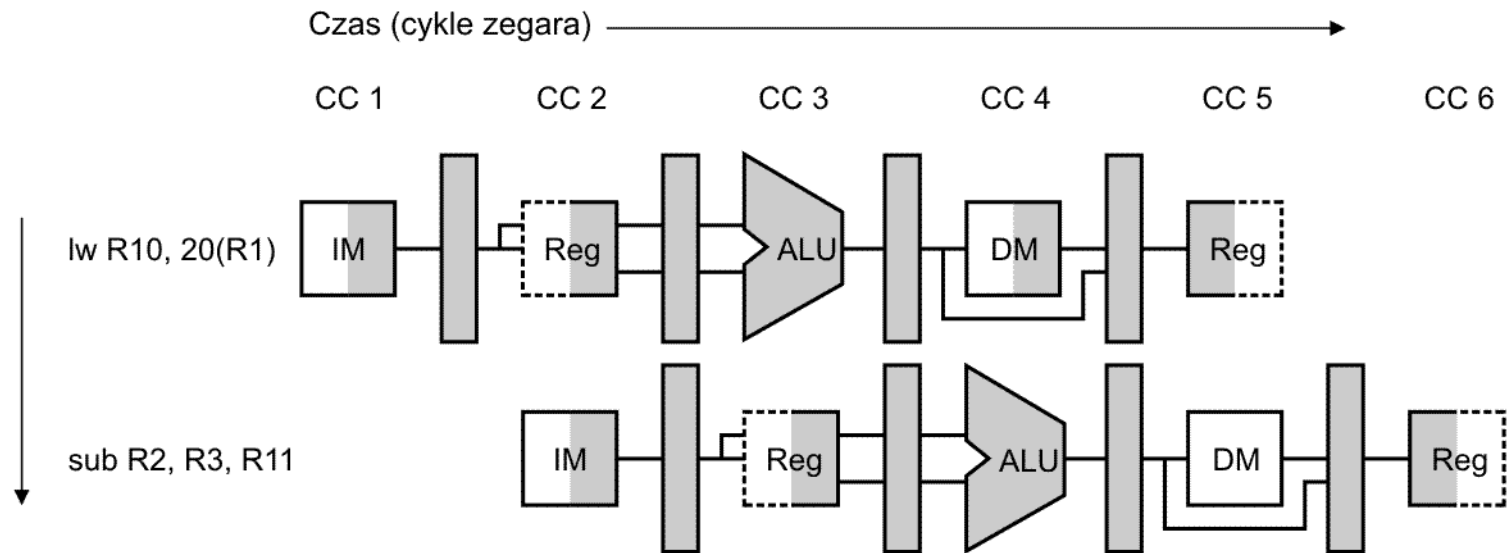 Czas (cykle zegara)
CC 1 CC 2 CC 3 CC 4 CC 5 CC 6
lw R10, 20(R1) IM Reg ALU DM Reg
sub R2, R3, R11 IM Reg ALU DM Reg